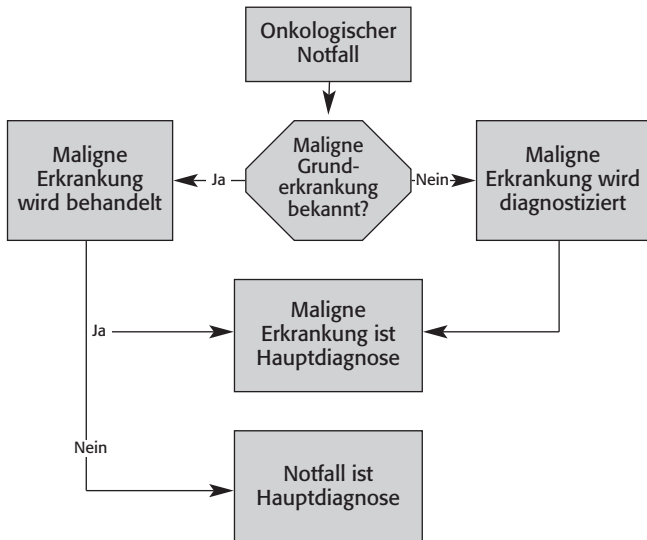 Onkologischer
Notfall
Maligne
Erkrankung
wird behandelt
Ja
Maligne
Grund-
erkrankung
bekannt?
Nein
Maligne
Erkrankung wird
diagnostiziert
Ja
Maligne
Erkrankung ist
Hauptdiagnose
Nein
Notfall ist
Hauptdiagnose